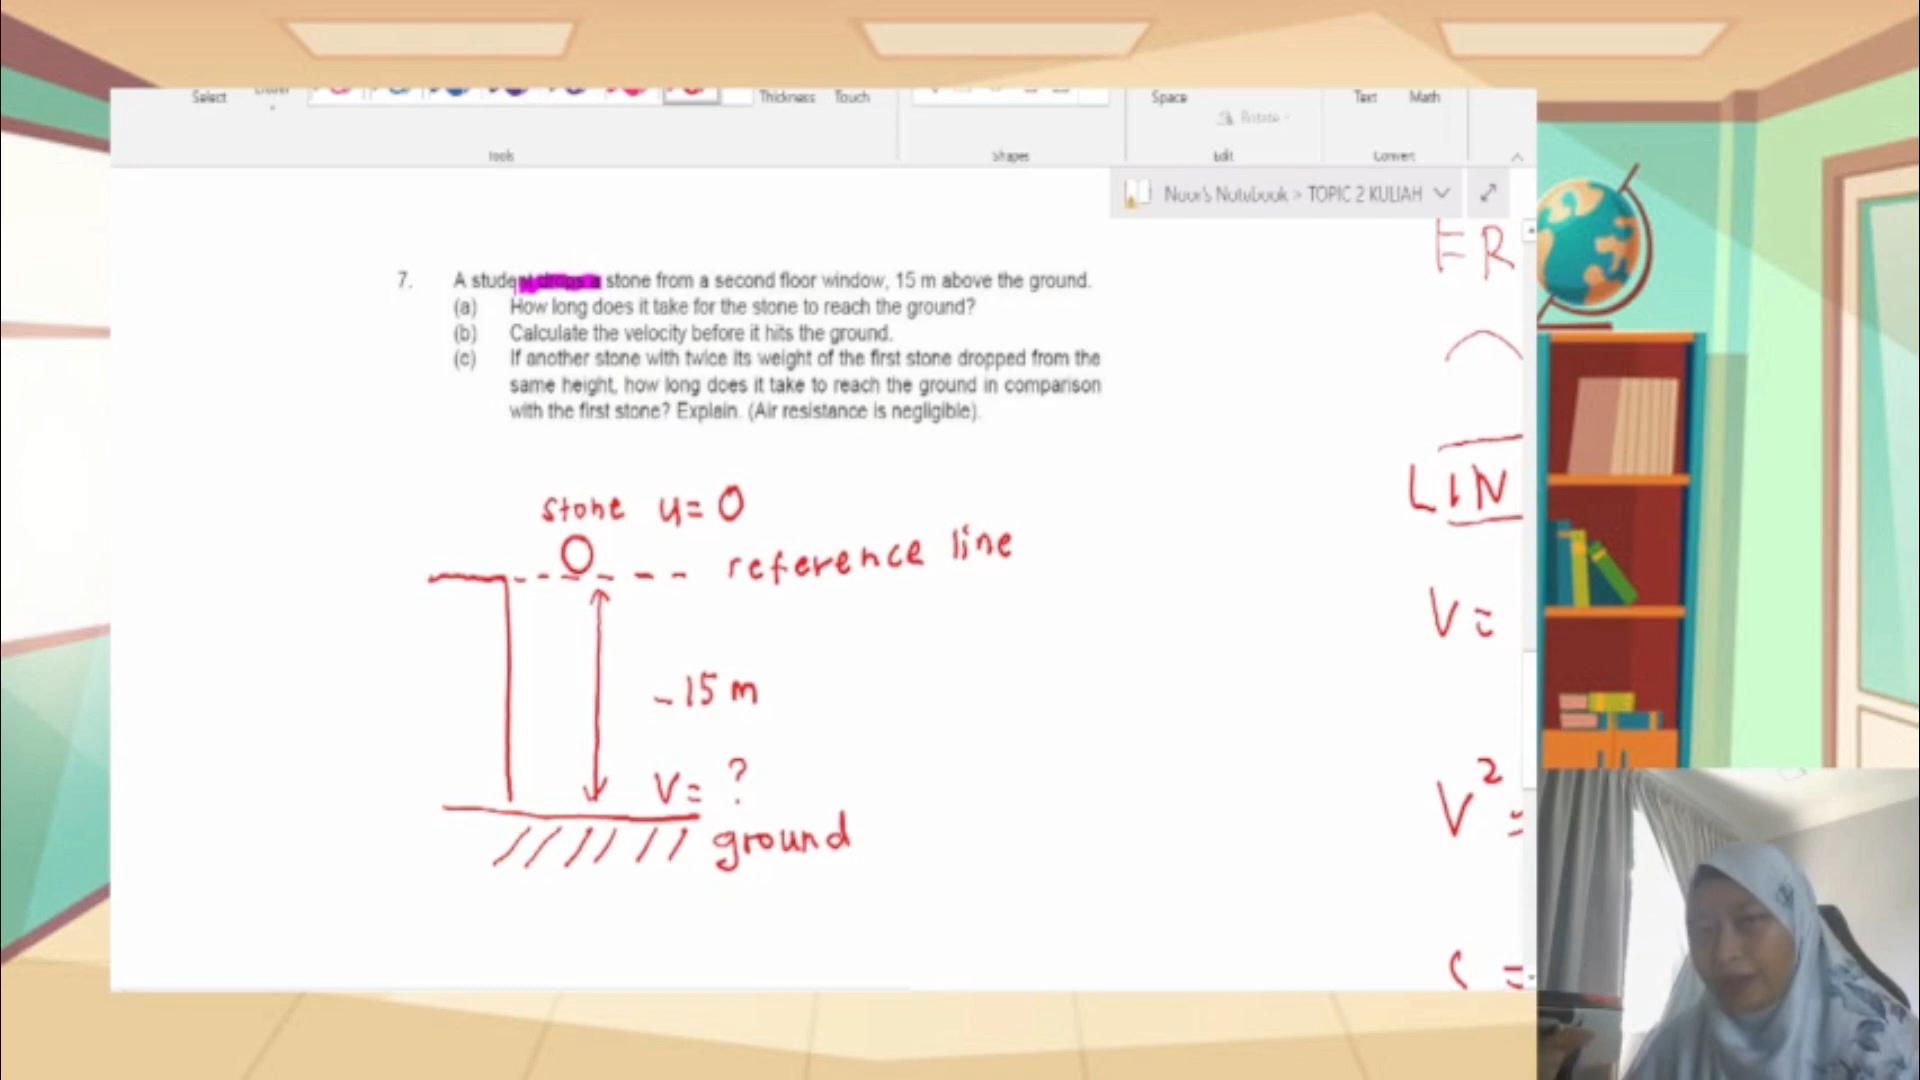 Select
Thickness Touch
Space
Text Math
Rotate
Tools
Shapes
Edit
Convert
Noor's Notebook > TOPIC 2 KULIAH
7. A student drops a stone from a second floor window, 15 m above the ground.
(a) How long does it take for the stone to reach the ground?
(b) Calculate the velocity before it hits the ground.
(c) If another stone with twice its weight of the first stone dropped from the
same height, how long does it take to reach the ground in comparison
with the first stone? Explain. (Air resistance is negligible).
FR
LIN
stone u= 0
reference line
V=
-15 m
V= ?
V²=
ground